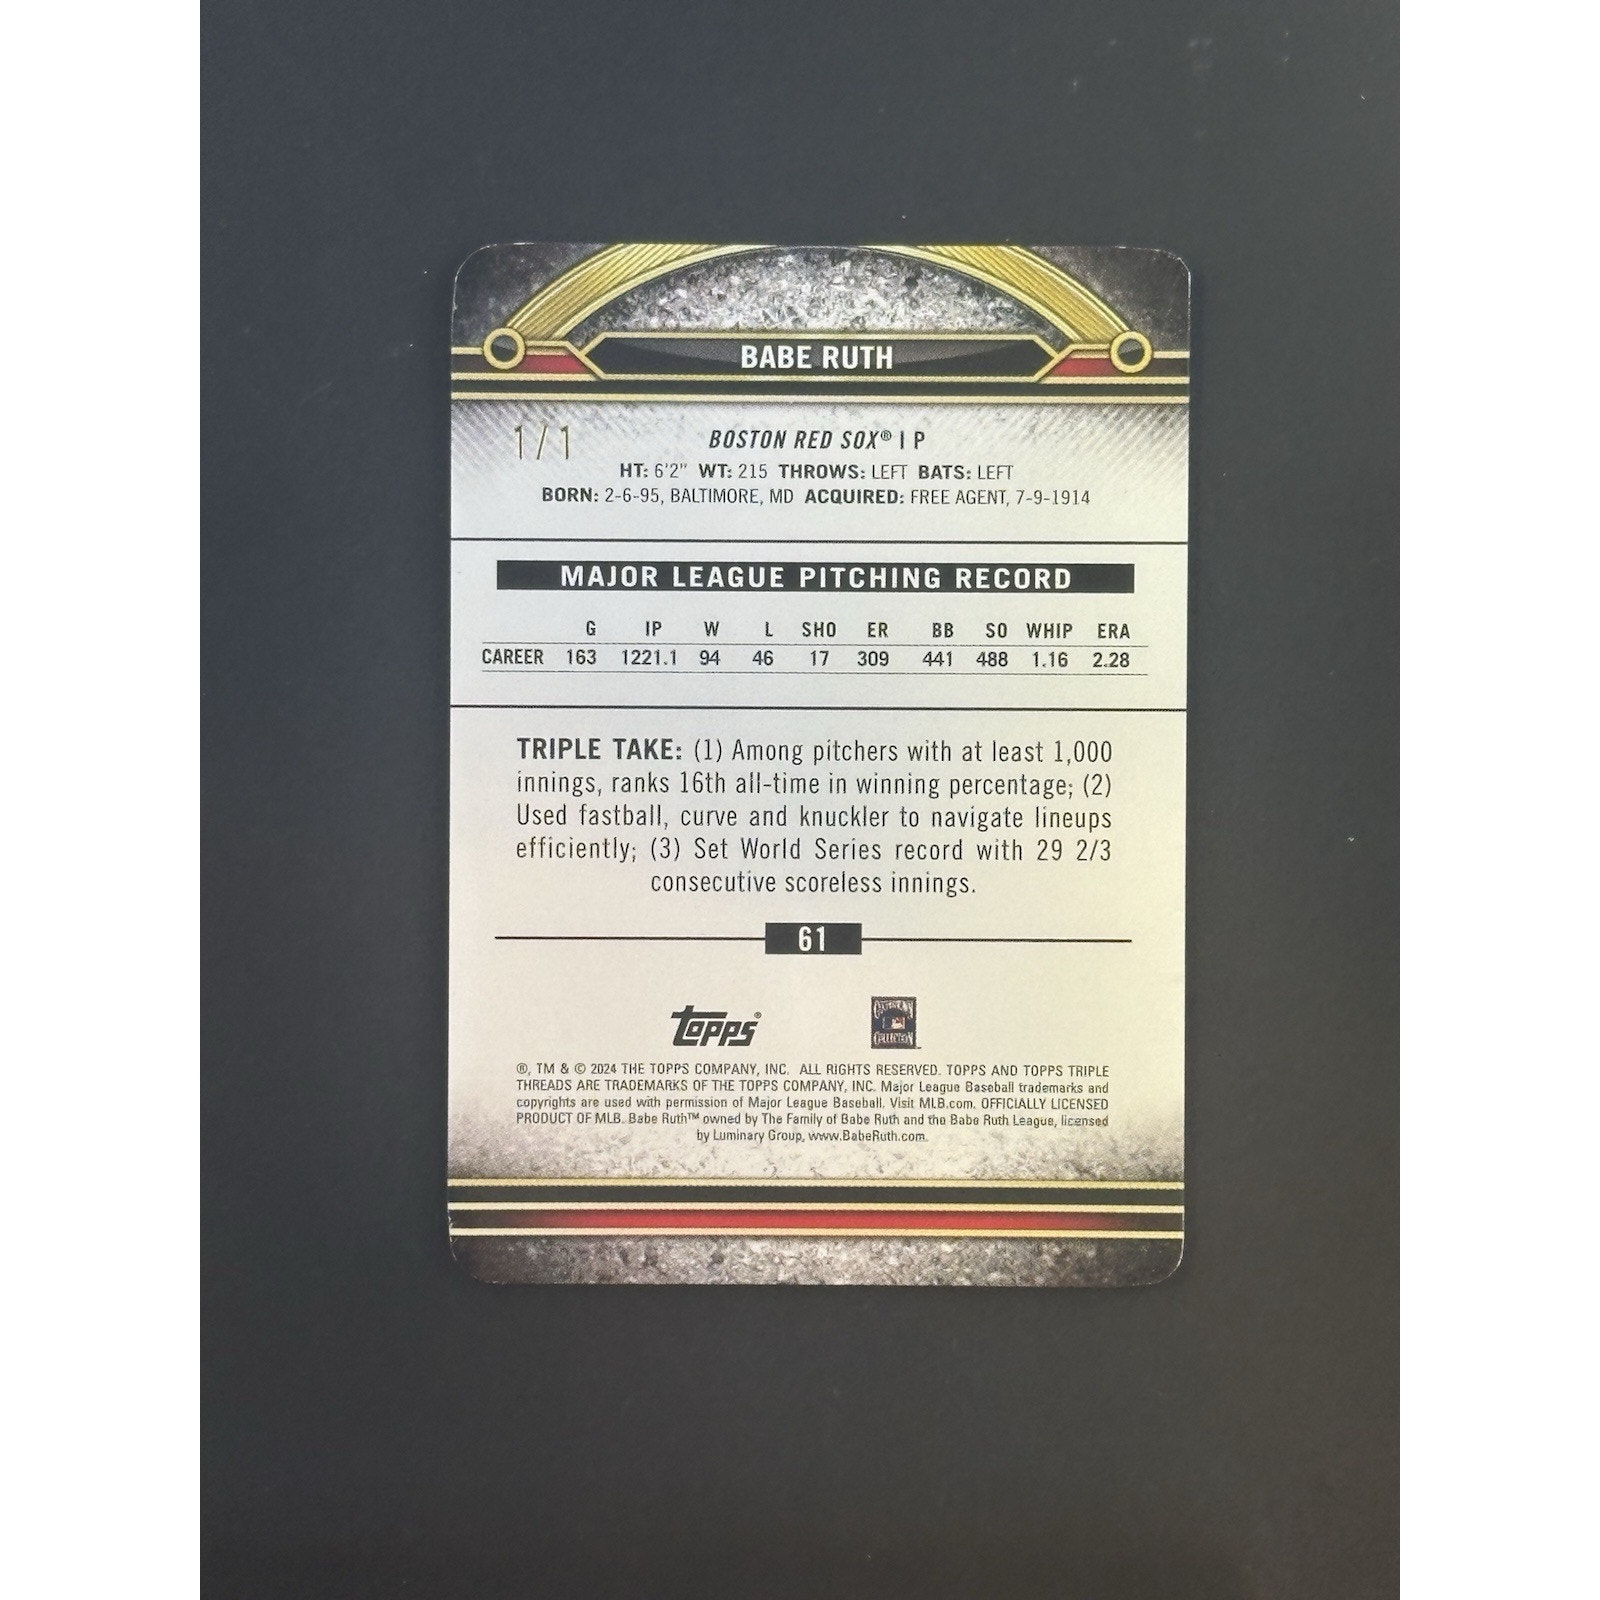 BABE RUTH
1/1
BOSTON RED SOX® | P
HT: 6'2" WT: 215 THROWS: LEFT BATS: LEFT
BORN: 2-6-95, BALTIMORE, MD ACQUIRED: FREE AGENT, 7-9-1914
MAJOR LEAGUE PITCHING RECORD
G IP W L SHO ER BB SO WHIP ERA
CAREER 163 1221.1 94 46 17 309 441 488 1.16 2.28
TRIPLE TAKE: (1) Among pitchers with at least 1,000
innings, ranks 16th all-time in winning percentage; (2)
Used fastball, curve and knuckler to navigate lineups
efficiently; (3) Set World Series record with 29 2/3
consecutive scoreless innings.
61
topps®
®, TM & © 2024 THE TOPPS COMPANY, INC. ALL RIGHTS RESERVED. TOPPS AND TOPPS TRIPLE
THREADS ARE TRADEMARKS OF THE TOPPS COMPANY, INC. Major League Baseball trademarks and
copyrights are used with permission of Major League Baseball. Visit MLB.com. OFFICIALLY LICENSED
PRODUCT OF MLB. Babe Ruth™ owned by The Family of Babe Ruth and the Babe Ruth League, licensed
by Luminary Group, www.BabeRuth.com.